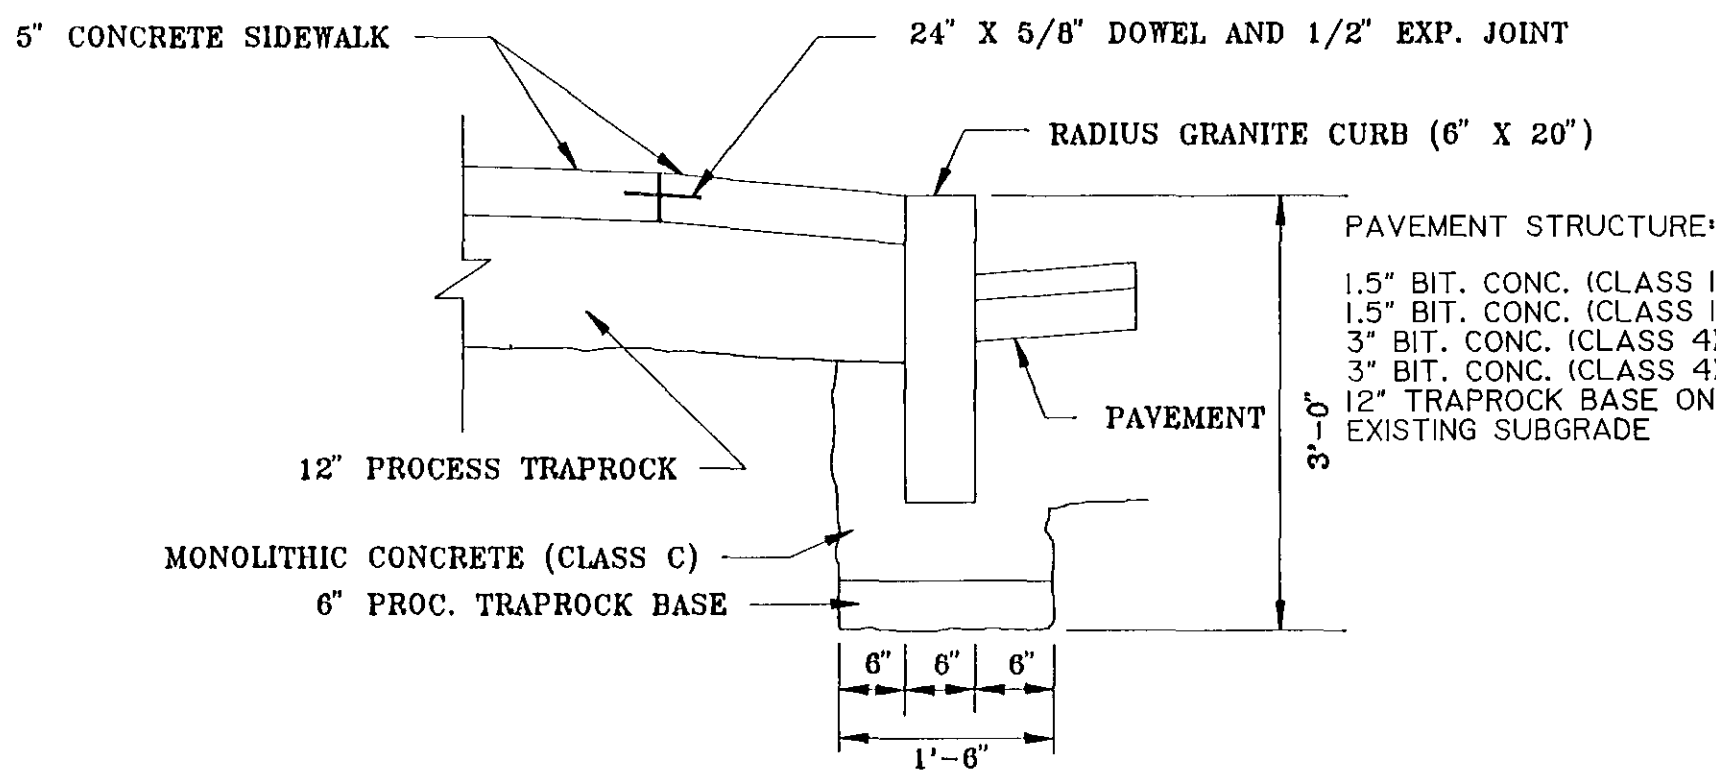 5" CONCRETE SIDEWALK
24" X 5/8" DOWEL AND 1/2" EXP. JOINT
RADIUS GRANITE CURB (6" X 20")
PAVEMENT STRUCTURE:
1.5" BIT. CONC. (CLASS 1
1.5" BIT. CONC. (CLASS 1
3" BIT. CONC. (CLASS 4)
3" BIT. CONC. (CLASS 4)
12" TRAPROCK BASE ON
EXISTING SUBGRADE
3'-0"
PAVEMENT
12" PROCESS TRAPROCK
MONOLITHIC CONCRETE (CLASS C)
6" PROC. TRAPROCK BASE
6" 6" 6"
1'-6"